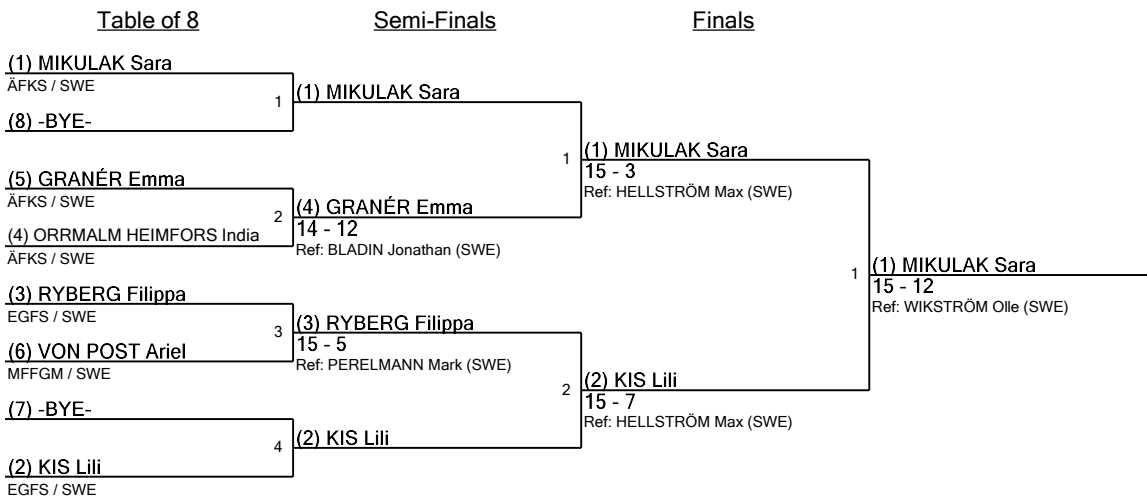 Table of 8
Semi-Finals
Finals
(1) MIKULAK Sara
ÄFKS / SWE
1
(8) -BYE-
(5) GRANÉR Emma
ÄFKS / SWE
2
(4) ORRMALM HEIMFORS India
ÄFKS / SWE
(3) RYBERG Filippa
EGFS / SWE
3
(6) VON POST Ariel
MFFGM / SWE
(7) -BYE-
4
(2) KIS Lili
EGFS / SWE
(1) MIKULAK Sara
1
(4) GRANÉR Emma
14 - 12
Ref: BLADIN Jonathan (SWE)
(3) RYBERG Filippa
15 - 5
Ref: PERELMANN Mark (SWE)
2
(2) KIS Lili
(1) MIKULAK Sara
15 - 3
Ref: HELLSTRÖM Max (SWE)
1
(2) KIS Lili
15 - 7
Ref: HELLSTRÖM Max (SWE)
(1) MIKULAK Sara
15 - 12
Ref: WIKSTRÖM Olle (SWE)